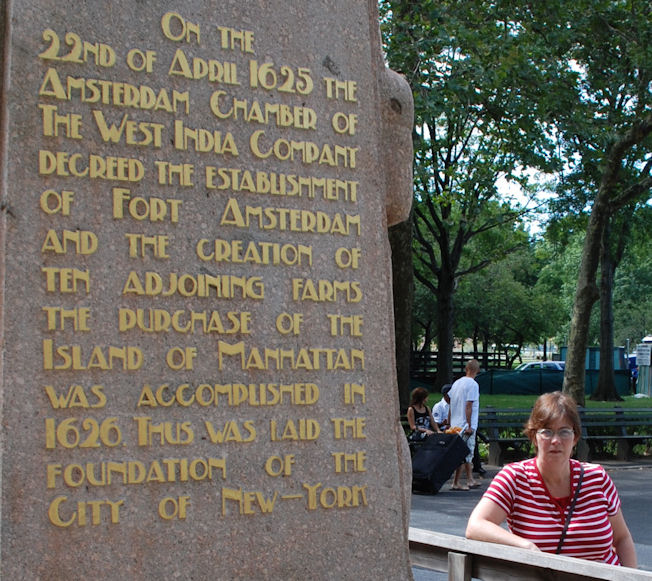 On the
22nd of April 1625 the
Amsterdam Chamber of
The West India Company
decreed the establishment
of Fort Amsterdam
and the creation of
ten adjoining farms
the purchase of the
Island of Manhattan
was accomplished in
1626. Thus was laid the
foundation of the
City of New–York